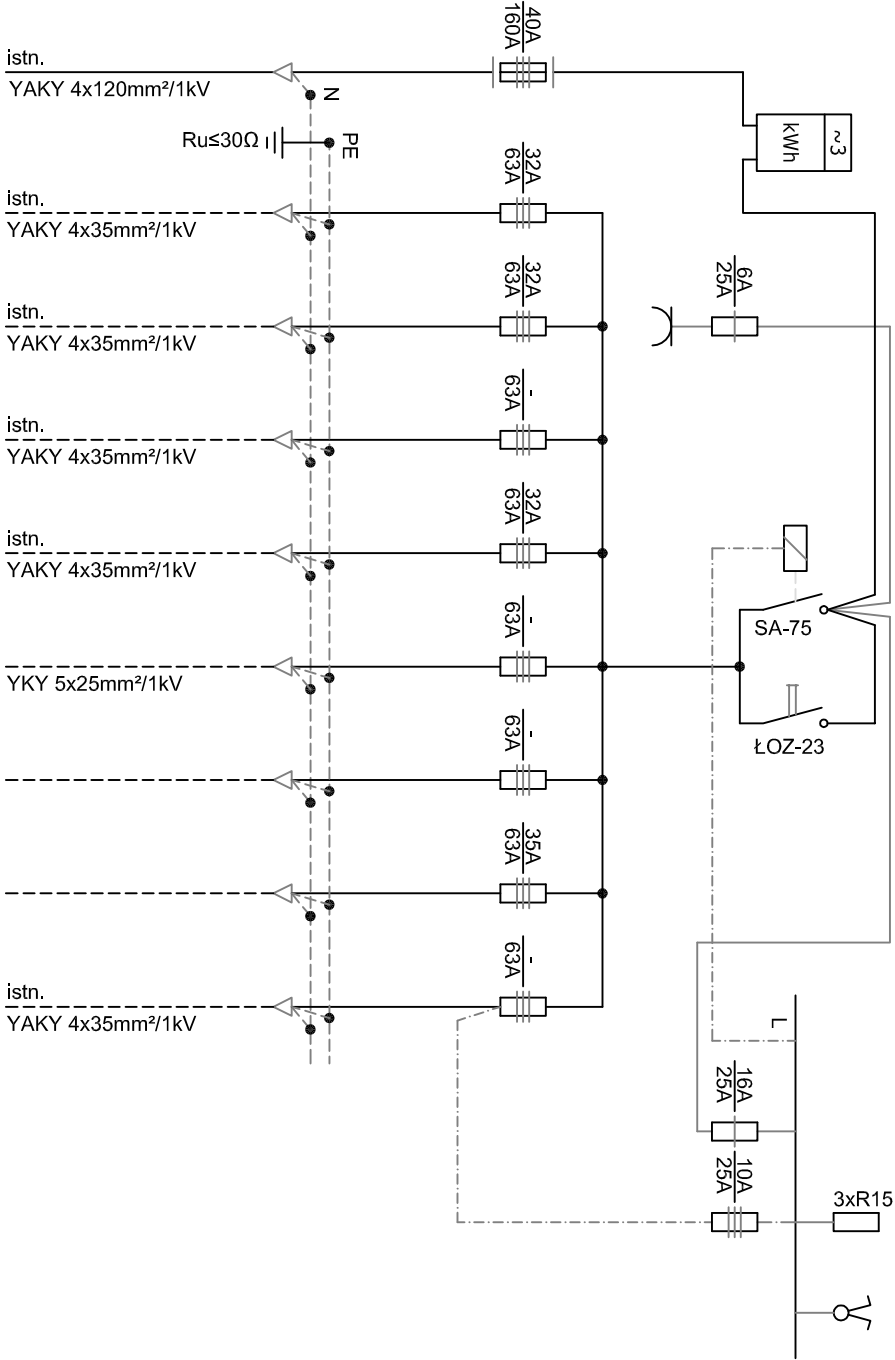 istn.
YAKY 4x120mm²/1kV
40A
160A
N
~3
kWh
Ru≤30Ω
PE
istn.
YAKY 4x35mm²/1kV
32A
63A
istn.
YAKY 4x35mm²/1kV
32A
63A
6A
25A
istn.
YAKY 4x35mm²/1kV
-
63A
istn.
YAKY 4x35mm²/1kV
32A
63A
SA-75
YKY 5x25mm²/1kV
-
63A
ŁOZ-23
-
63A
35A
63A
istn.
YAKY 4x35mm²/1kV
-
63A
L
16A
25A
10A
25A
3xR15